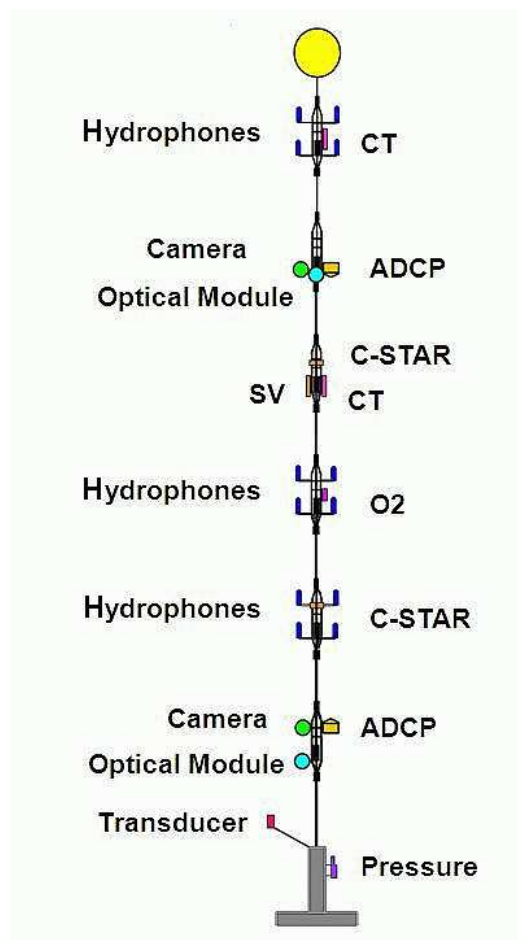 Hydrophones
CT
Camera
ADCP
Optical Module
C-STAR
SV
CT
Hydrophones
O2
Hydrophones
C-STAR
Camera
ADCP
Optical Module
Transducer
Pressure